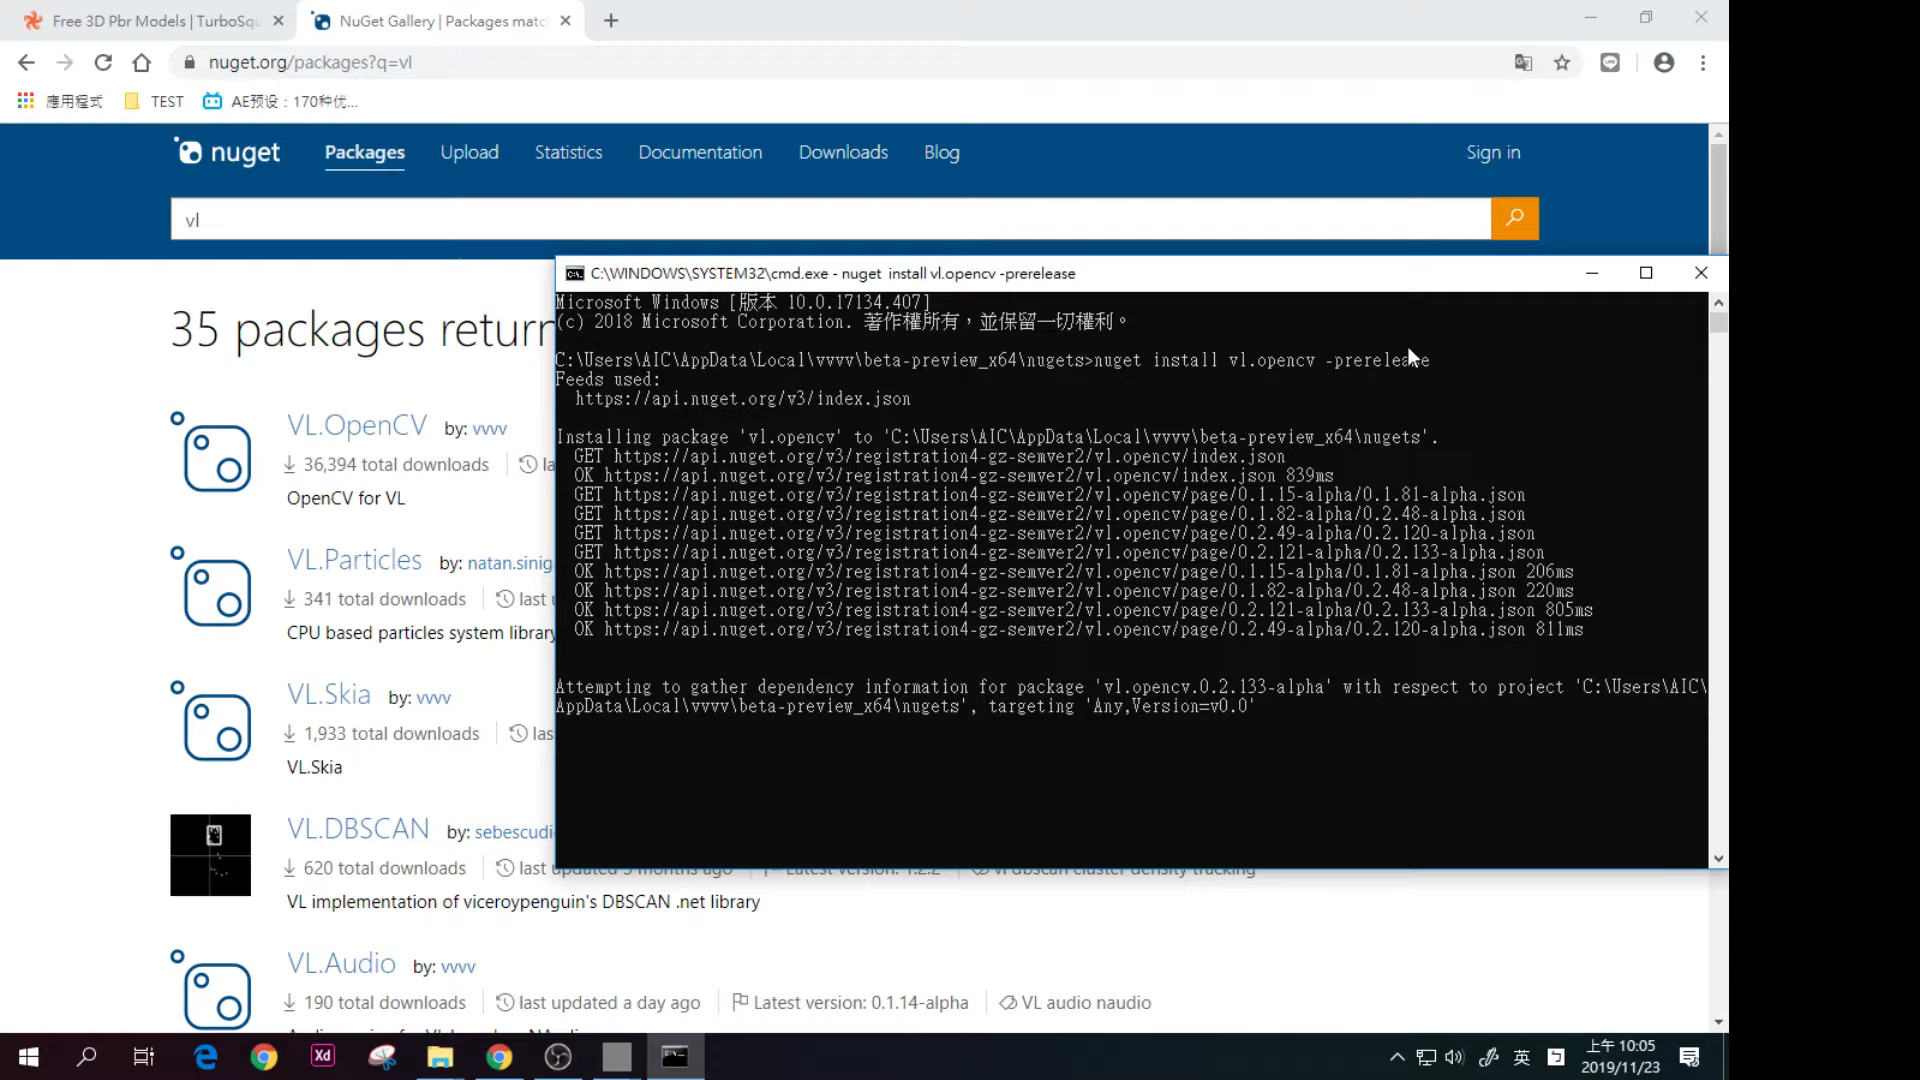 Free 3D Pbr Models | TurboSqu
NuGet Gallery | Packages matc
nuget.org/packages?q=vl
應用程式
TEST
AE预设：170种优...
nuget
Packages
Upload
Statistics
Documentation
Downloads
Blog
Sign in
vl
35 packages return
VL.OpenCV by: vvvv
36,394 total downloads
la
OpenCV for VL
VL.Particles by: natan.sinig
341 total downloads
last u
CPU based particles system library
VL.Skia by: vvvv
1,933 total downloads
las
VL.Skia
VL.DBSCAN by: sebescudi
620 total downloads
last updated 5 months ago
Latest version: 1.2.2
vl dbscan cluster density tracking
VL implementation of viceroypenguin's DBSCAN .net library
VL.Audio by: vvvv
190 total downloads
last updated a day ago
Latest version: 0.1.14-alpha
VL audio naudio
C:\WINDOWS\SYSTEM32\cmd.exe - nuget install vl.opencv -prerelease
Microsoft Windows [版本 10.0.17134.407]
(c) 2018 Microsoft Corporation. 著作權所有，並保留一切權利。
C:\Users\AIC\AppData\Local\vvvv\beta-preview_x64\nugets>nuget install vl.opencv -prerelease
Feeds used:
https://api.nuget.org/v3/index.json
Installing package 'vl.opencv' to 'C:\Users\AIC\AppData\Local\vvvv\beta-preview_x64\nugets'.
GET https://api.nuget.org/v3/registration4-gz-semver2/vl.opencv/index.json
OK https://api.nuget.org/v3/registration4-gz-semver2/vl.opencv/index.json 839ms
GET https://api.nuget.org/v3/registration4-gz-semver2/vl.opencv/page/0.1.15-alpha/0.1.81-alpha.json
GET https://api.nuget.org/v3/registration4-gz-semver2/vl.opencv/page/0.1.82-alpha/0.2.48-alpha.json
GET https://api.nuget.org/v3/registration4-gz-semver2/vl.opencv/page/0.2.49-alpha/0.2.120-alpha.json
GET https://api.nuget.org/v3/registration4-gz-semver2/vl.opencv/page/0.2.121-alpha/0.2.133-alpha.json
OK https://api.nuget.org/v3/registration4-gz-semver2/vl.opencv/page/0.1.15-alpha/0.1.81-alpha.json 206ms
OK https://api.nuget.org/v3/registration4-gz-semver2/vl.opencv/page/0.1.82-alpha/0.2.48-alpha.json 220ms
OK https://api.nuget.org/v3/registration4-gz-semver2/vl.opencv/page/0.2.121-alpha/0.2.133-alpha.json 805ms
OK https://api.nuget.org/v3/registration4-gz-semver2/vl.opencv/page/0.2.49-alpha/0.2.120-alpha.json 811ms
Attempting to gather dependency information for package 'vl.opencv.0.2.133-alpha' with respect to project 'C:\Users\AIC\
AppData\Local\vvvv\beta-preview_x64\nugets', targeting 'Any,Version=v0.0'
Xd
英
上午 10:05
2019/11/23